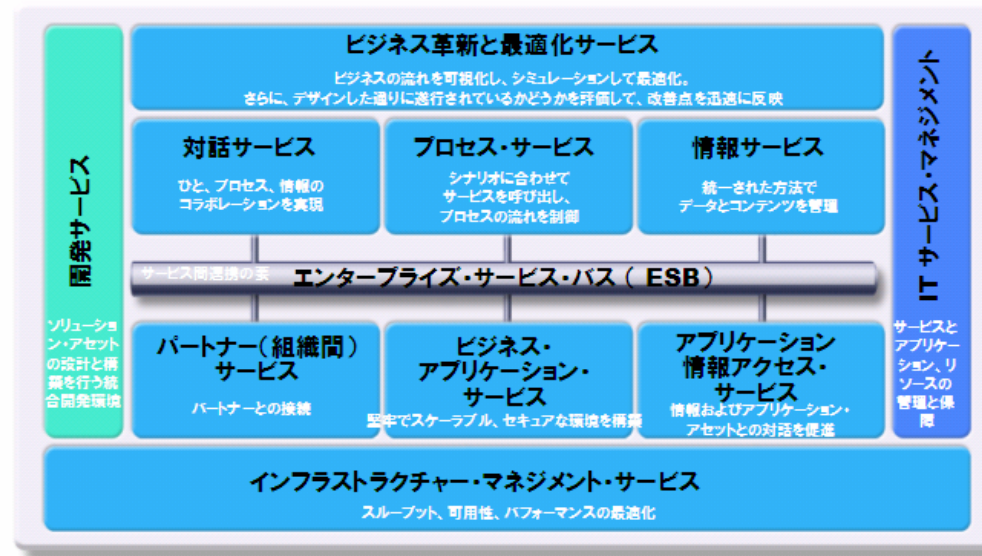 ビジネス革新と最適化サービス
ビジネスの流れを可視化し、シミュレーションして最適化。
さらに、デザインした通りに遂行されているかどうかを評価して、改善点を迅速に反映
開発サービス
ソリューショ
ン・アセット
の設計と構
築を行う統
合開発環境
対話サービス
ひと、プロセス、情報の
コラボレーションを実現
プロセス・サービス
シナリオに合わせて
サービスを呼び出し、
プロセスの流れを制御
情報サービス
統一された方法で
データとコンテンツを管理
IT サービス・マネジメント
サービスと
アプリケー
ション、リ
ソースの
管理と保
障
サービス間連携の要
エンタープライズ・サービス・バス( ESB)
パートナー(組織間)
サービス
パートナーとの接続
ビジネス・
アプリケーション・
サービス
堅牢でスケーラブル、セキュアな環境を構築
アプリケーション
情報アクセス・
サービス
情報およびアプリケーション・
アセットとの対話を促進
インフラストラクチャー・マネジメント・サービス
スループット、可用性、パフォーマンスの最適化